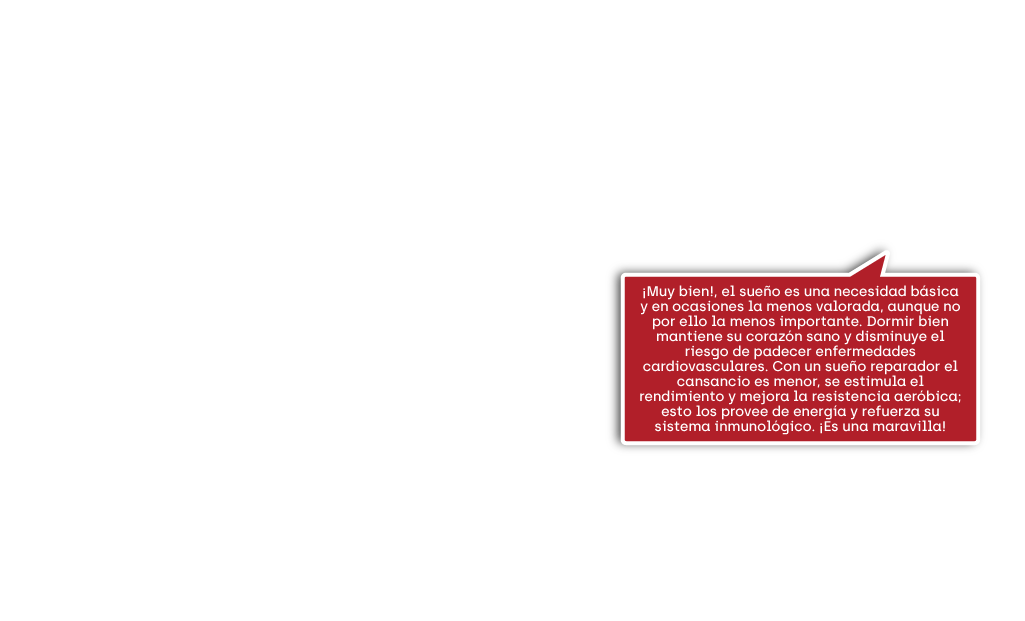 ¡Muy bien!, el sueño es una necesidad básica
y en ocasiones la menos valorada, aunque no
por ello la menos importante. Dormir bien
mantiene su corazón sano y disminuye el
riesgo de padecer enfermedades
cardiovasculares. Con un sueño reparador el
cansancio es menor, se estimula el
rendimiento y mejora la resistencia aeróbica;
esto los provee de energía y refuerza su
sistema inmunológico. ¡Es una maravilla!